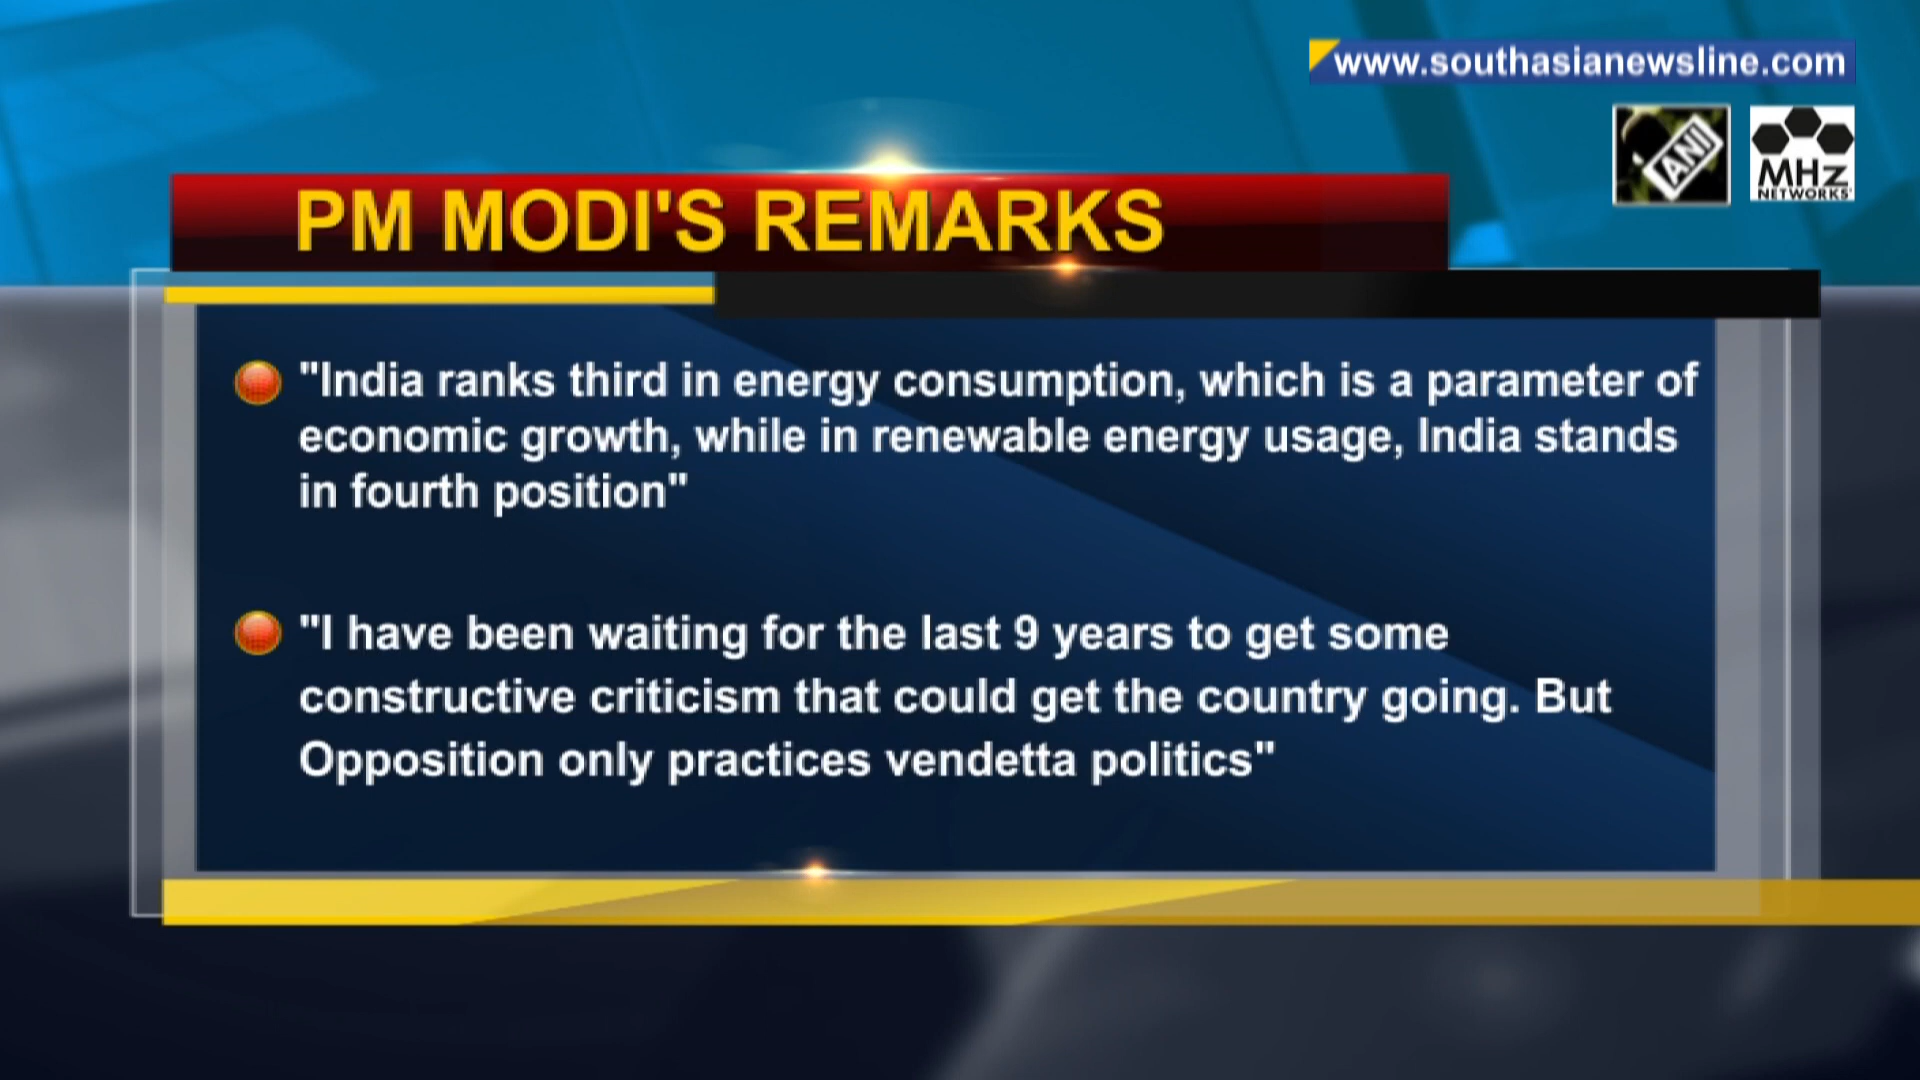 www.southasianewsline.com
ANI
MHz
NETWORKS
PM MODI'S REMARKS
"India ranks third in energy consumption, which is a parameter of
economic growth, while in renewable energy usage, India stands
in fourth position"
"I have been waiting for the last 9 years to get some
constructive criticism that could get the country going. But
Opposition only practices vendetta politics"